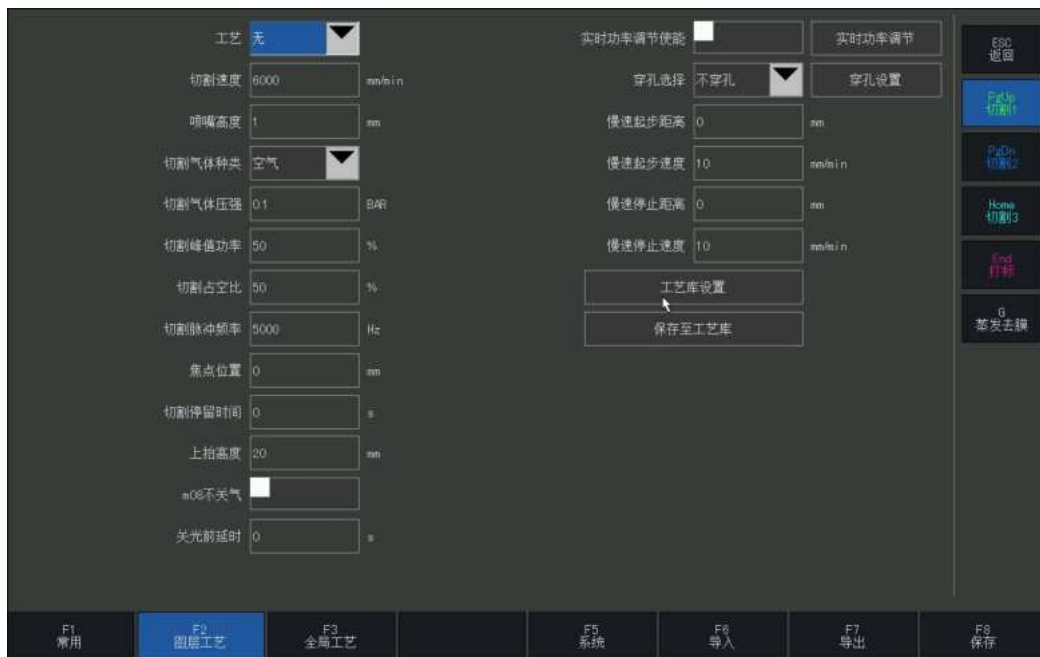 工艺 无
切割速度 6000 mm/min
喷嘴高度 1 mm
切割气体种类 空气
切割气体压强 0.1 BAR
切割峰值功率 50 %
切割占空比 50 %
切割脉冲频率 5000 Hz
焦点位置 0 mm
切割停留时间 0 s
上抬高度 20 mm
m08不关气
关光前延时 0 s
实时功率调节使能 实时功率调节
穿孔选择 不穿孔 穿孔设置
慢速起步距离 0 mm
慢速起步速度 10 mm/min
慢速停止距离 0 mm
慢速停止速度 10 mm/min
工艺库设置
保存至工艺库
ESC
返回
PgUp
切割1
PgDn
切割2
Home
切割3
End
打标
G
蒸发去膜
F1
常用
F2
图层工艺
F3
全局工艺
F5
系统
F6
导入
F7
导出
F8
保存